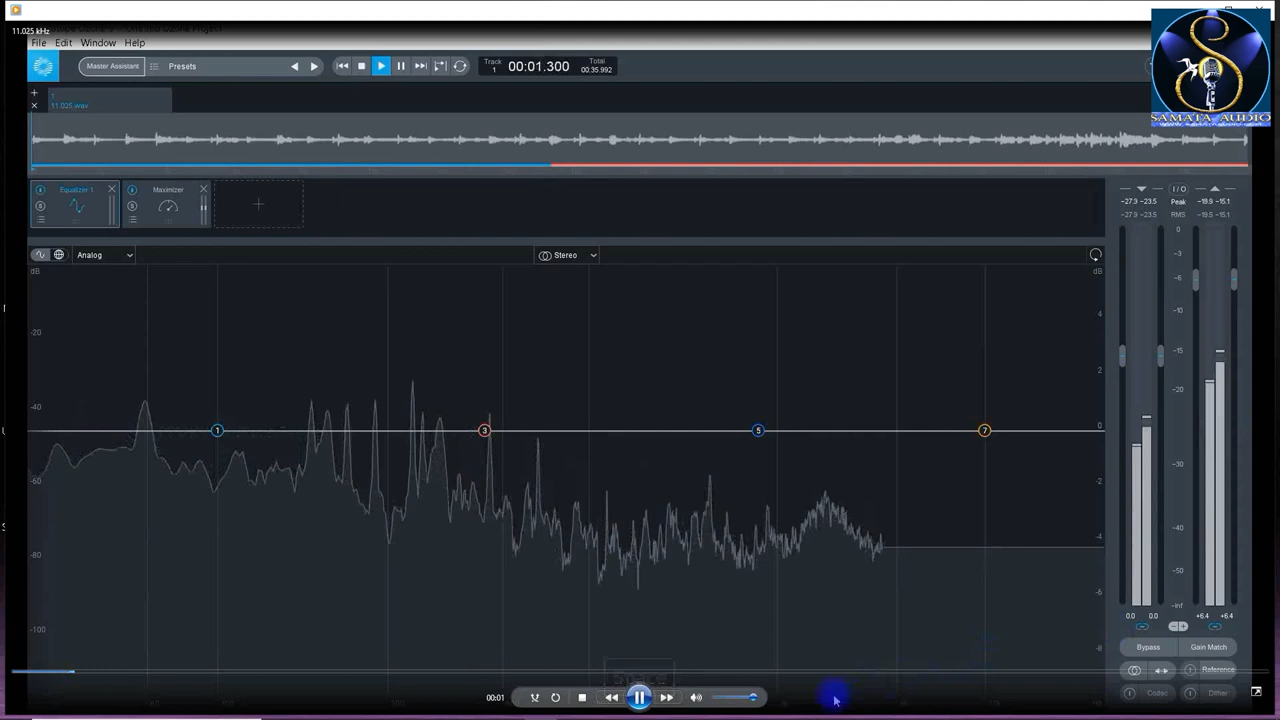 11.025 kHz
File Edit Window Help
Master Assistant
Presets
Track
1
00:01.300
Total
00:35.992
SAMATA AUDIO
1
11.025.wav
Equalizer 1
Maximizer
I/O
-27.9 -23.5 Peak -19.9 -15.1
-27.9 -23.5 RMS -19.5 -15.1
Analog
Stereo
dB
-20
-40
-60
-80
-100
dB
4
2
0
-2
-4
-6
-8
0
-3
-6
-10
-15
-20
-30
-40
-50
-Inf
1
3
5
7
0.0 0.0
+6.4 +6.4
Bypass
Gain Match
Reference
Codec
Dither
Space
00:01